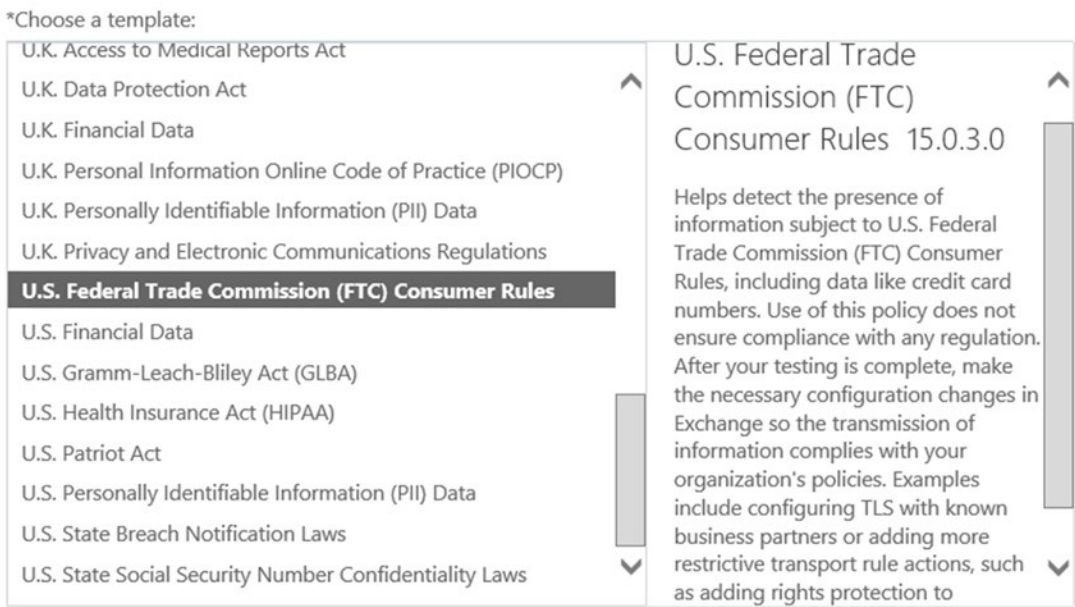 *Choose a template:
U.K. Access to Medical Reports Act
U.K. Data Protection Act
U.K. Financial Data
U.K. Personal Information Online Code of Practice (PIOCP)
U.K. Personally Identifiable Information (PII) Data
U.K. Privacy and Electronic Communications Regulations
U.S. Federal Trade Commission (FTC) Consumer Rules
U.S. Financial Data
U.S. Gramm-Leach-Bliley Act (GLBA)
U.S. Health Insurance Act (HIPAA)
U.S. Patriot Act
U.S. Personally Identifiable Information (PII) Data
U.S. State Breach Notification Laws
U.S. State Social Security Number Confidentiality Laws
U.S. Federal Trade
Commission (FTC)
Consumer Rules 15.0.3.0
Helps detect the presence of
information subject to U.S. Federal
Trade Commission (FTC) Consumer
Rules, including data like credit card
numbers. Use of this policy does not
ensure compliance with any regulation.
After your testing is complete, make
the necessary configuration changes in
Exchange so the transmission of
information complies with your
organization's policies. Examples
include configuring TLS with known
business partners or adding more
restrictive transport rule actions, such
as adding rights protection to